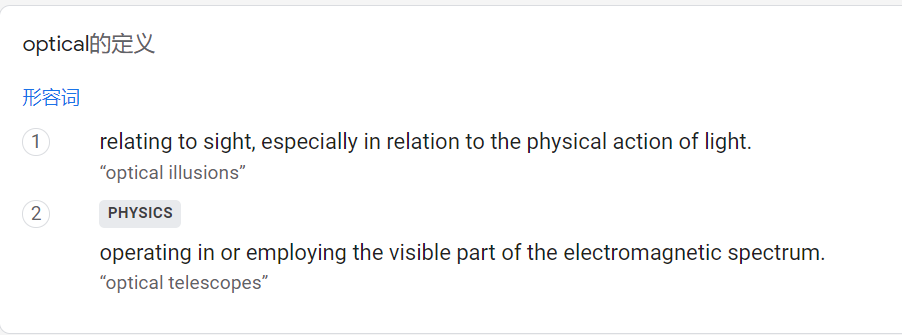 optical的定义
形容词
1 relating to sight, especially in relation to the physical action of light.
“optical illusions”
2 PHYSICS
operating in or employing the visible part of the electromagnetic spectrum.
“optical telescopes”